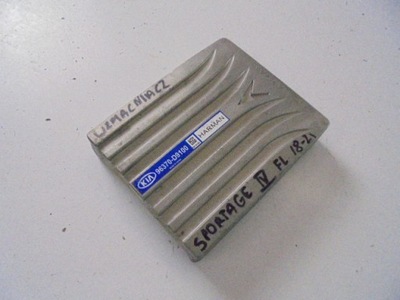 WZMACNIACZ
KIA 96370-D9100 HARMAN
SPORTAGE IV FL 18-21